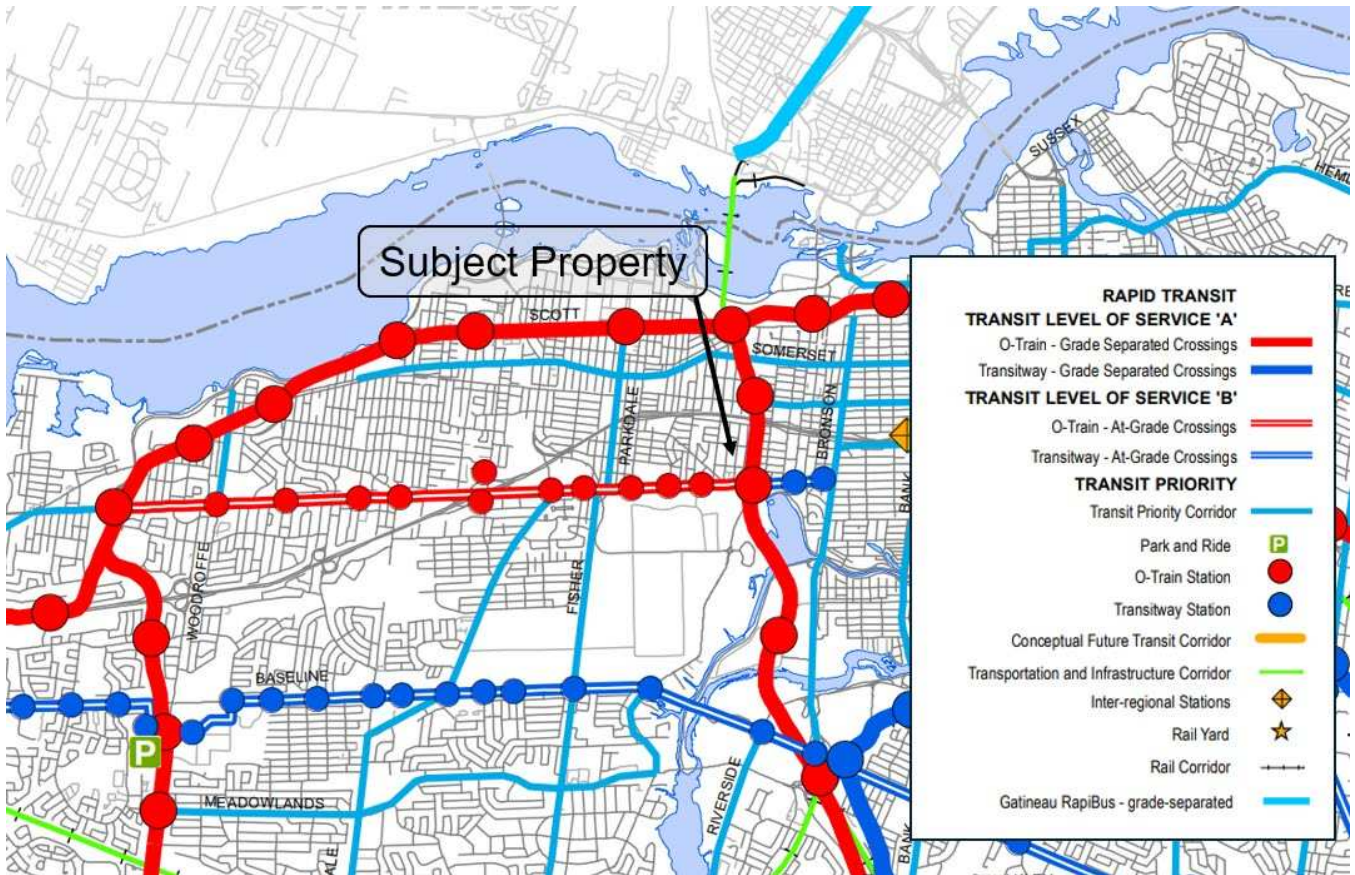 SUSSEX
Subject Property
SCOTT
SOMERSET
PARKDALE
BRONSON
BANK
WOODROFFE
FISHER
BASELINE
MEADOWLANDS
RIVERSIDE
BANK
P
RAPID TRANSIT
TRANSIT LEVEL OF SERVICE 'A'
O-Train - Grade Separated Crossings
Transitway - Grade Separated Crossings
TRANSIT LEVEL OF SERVICE 'B'
O-Train - At-Grade Crossings
Transitway - At-Grade Crossings
TRANSIT PRIORITY
Transit Priority Corridor
Park and Ride P
O-Train Station
Transitway Station
Conceptual Future Transit Corridor
Transportation and Infrastructure Corridor
Inter-regional Stations
Rail Yard
Rail Corridor
Gatineau RapiBus - grade-separated